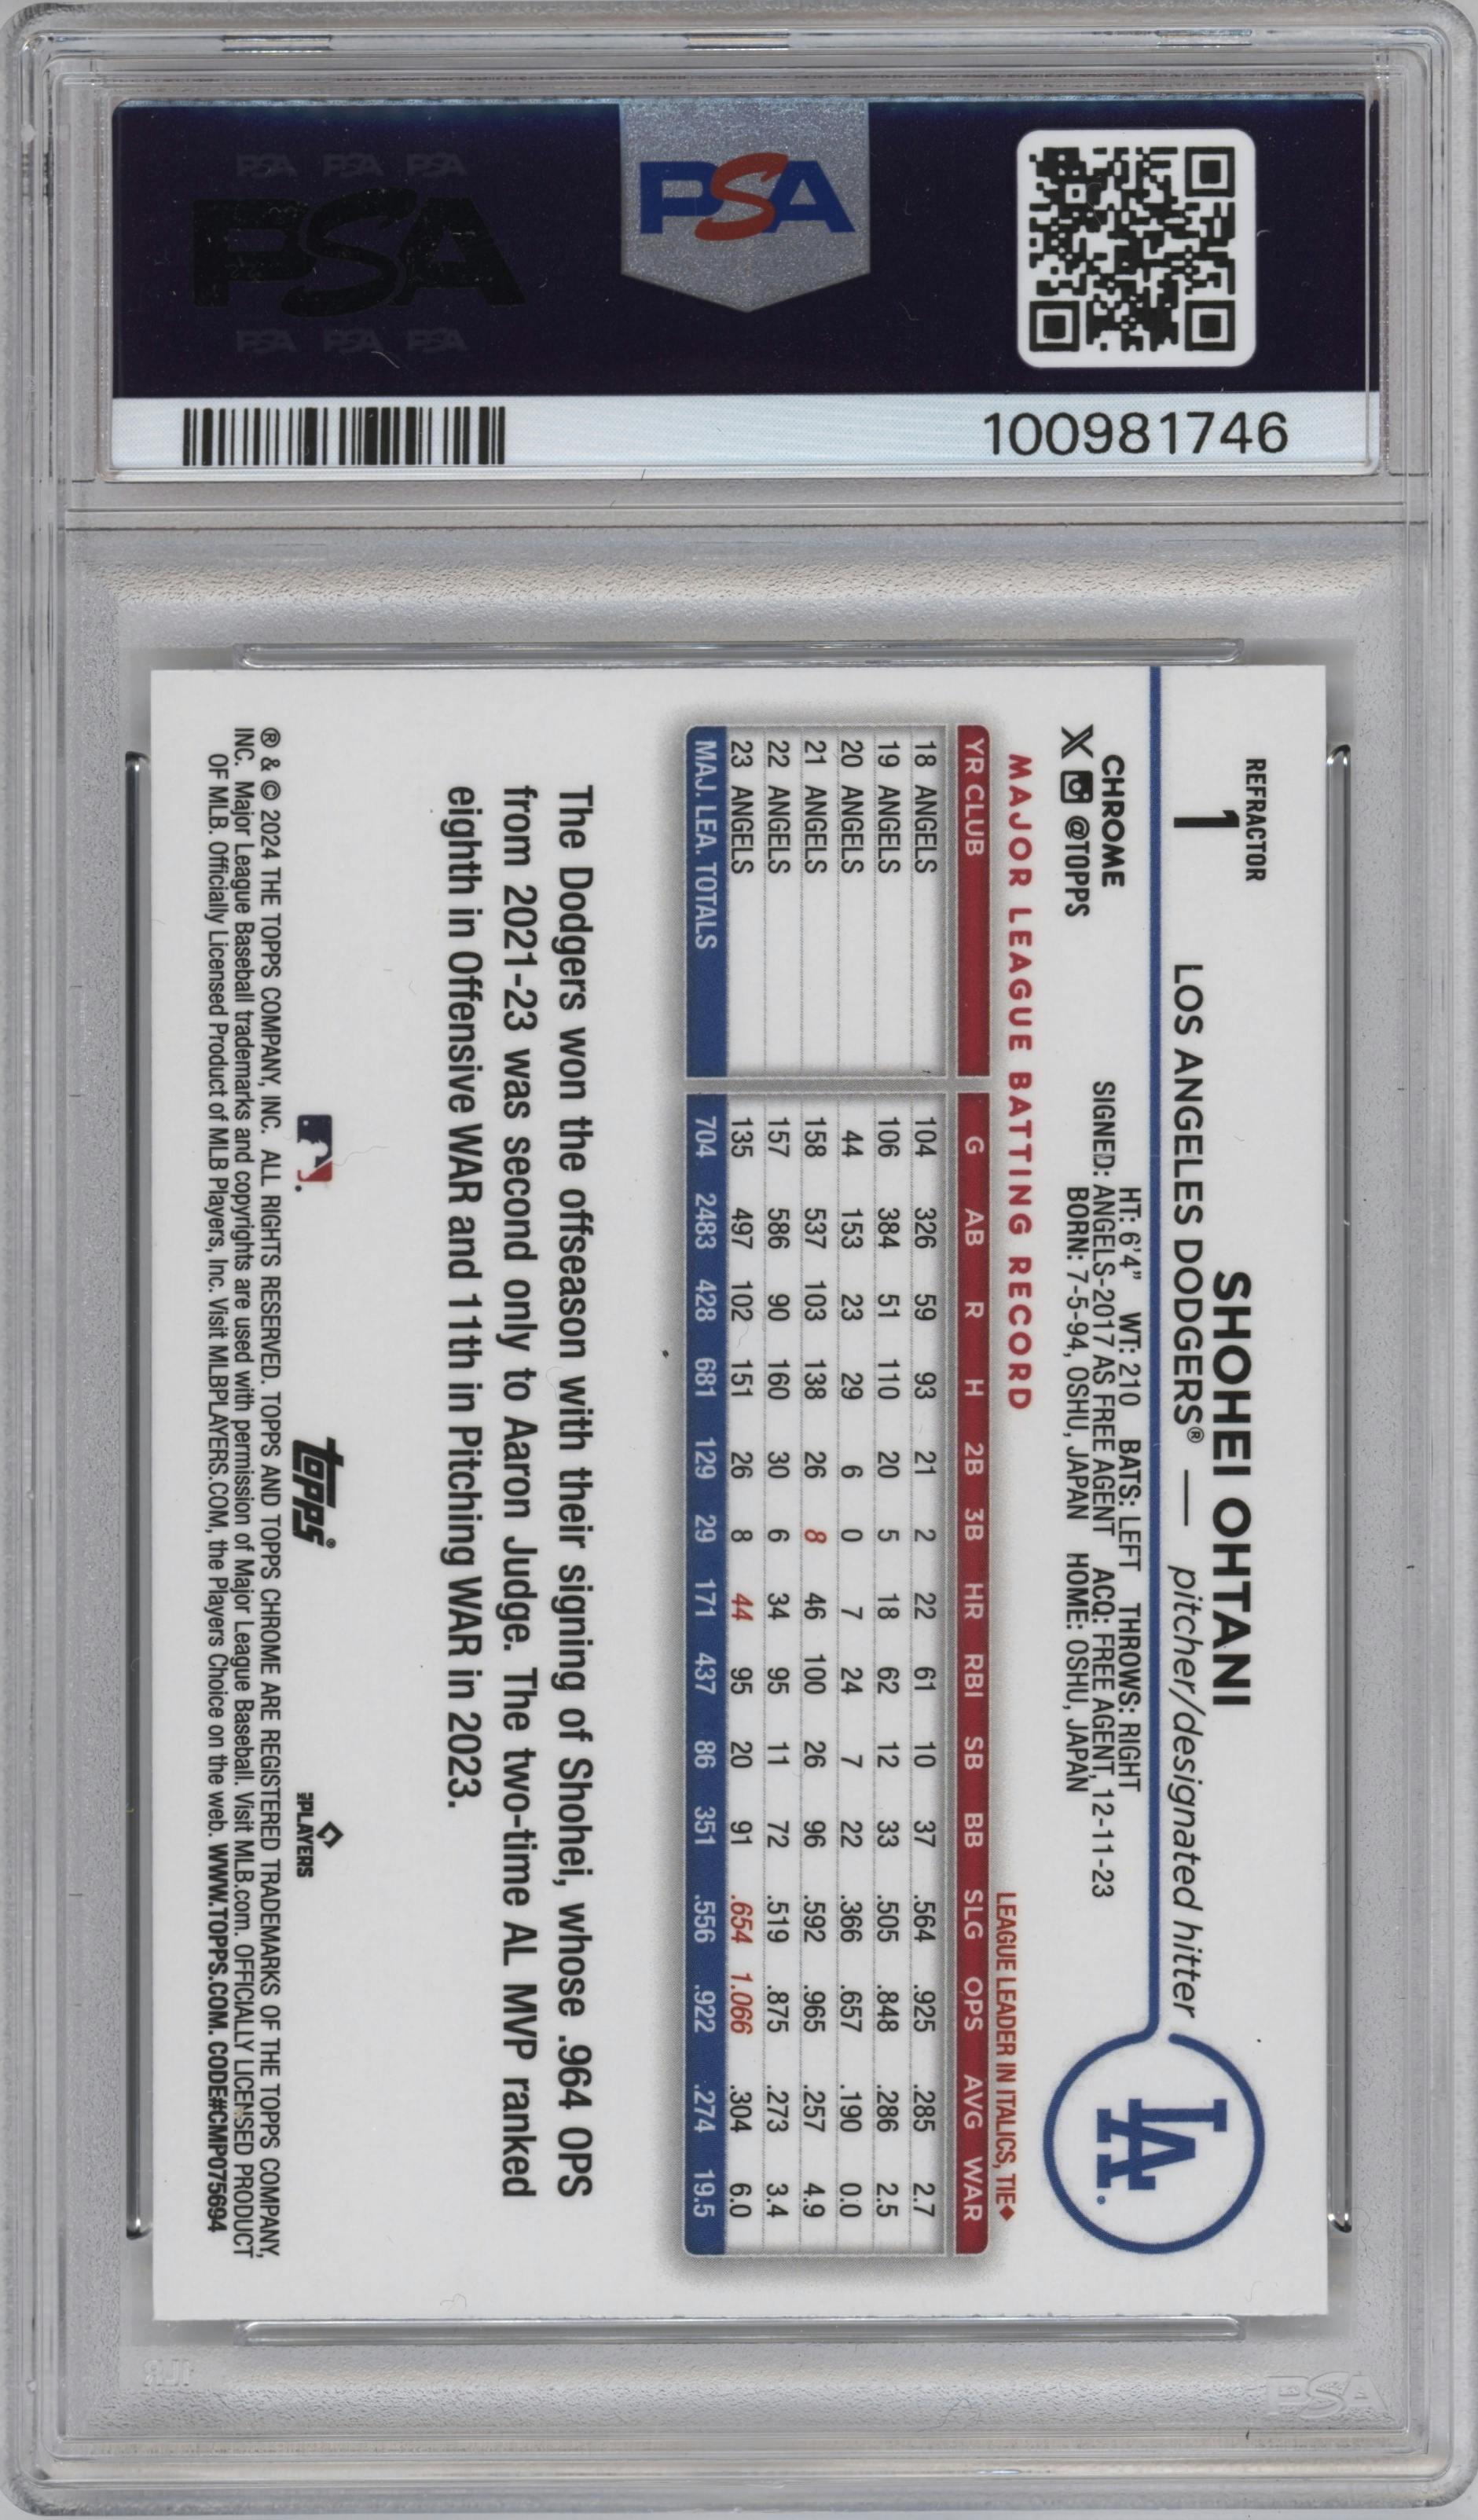 PSA PSA PSA
PSA
PSA PSA PSA
PSA
100981746
REFRACTOR
1
SHOHEI OHTANI
LOS ANGELES DODGERS® — pitcher/designated hitter
LA
CHROME
X @TOPPS
HT: 6'4" WT: 210 BATS: LEFT THROWS: RIGHT
SIGNED: ANGELS-2017 AS FREE AGENT ACQ: FREE AGENT, 12-11-23
BORN: 7-5-94, OSHU, JAPAN HOME: OSHU, JAPAN
MAJOR LEAGUE BATTING RECORD
LEAGUE LEADER IN ITALICS, TIE♦
YR CLUB G AB R H 2B 3B HR RBI SB BB SLG OPS AVG WAR
18 ANGELS 104 326 59 93 21 2 22 61 10 37 .564 .925 .285 2.7
19 ANGELS 106 384 51 110 20 5 18 62 12 33 .505 .848 .286 2.5
20 ANGELS 44 153 23 29 6 0 7 24 7 22 .366 .657 .190 0.0
21 ANGELS 158 537 103 138 26 8 46 100 26 96 .592 .965 .257 4.9
22 ANGELS 157 586 90 160 30 6 34 95 11 72 .519 .875 .273 3.4
23 ANGELS 135 497 102 151 26 8 44 95 20 91 .654 1.066 .304 6.0
MAJ. LEA. TOTALS 704 2483 428 681 129 29 171 437 86 351 .556 .922 .274 19.5
The Dodgers won the offseason with their signing of Shohei, whose .964 OPS
from 2021-23 was second only to Aaron Judge. The two-time AL MVP ranked
eighth in Offensive WAR and 11th in Pitching WAR in 2023.
topps®
PLAYERS
® & © 2024 THE TOPPS COMPANY, INC. ALL RIGHTS RESERVED. TOPPS AND TOPPS CHROME ARE REGISTERED TRADEMARKS OF THE TOPPS COMPANY,
INC. Major League Baseball trademarks and copyrights are used with permission of Major League Baseball. Visit MLB.com. OFFICIALLY LICENSED PRODUCT
OF MLB. Officially Licensed Product of MLB Players, Inc. Visit MLBPLAYERS.COM, the Players Choice on the web. WWW.TOPPS.COM. CODE#CMP075694
PSA